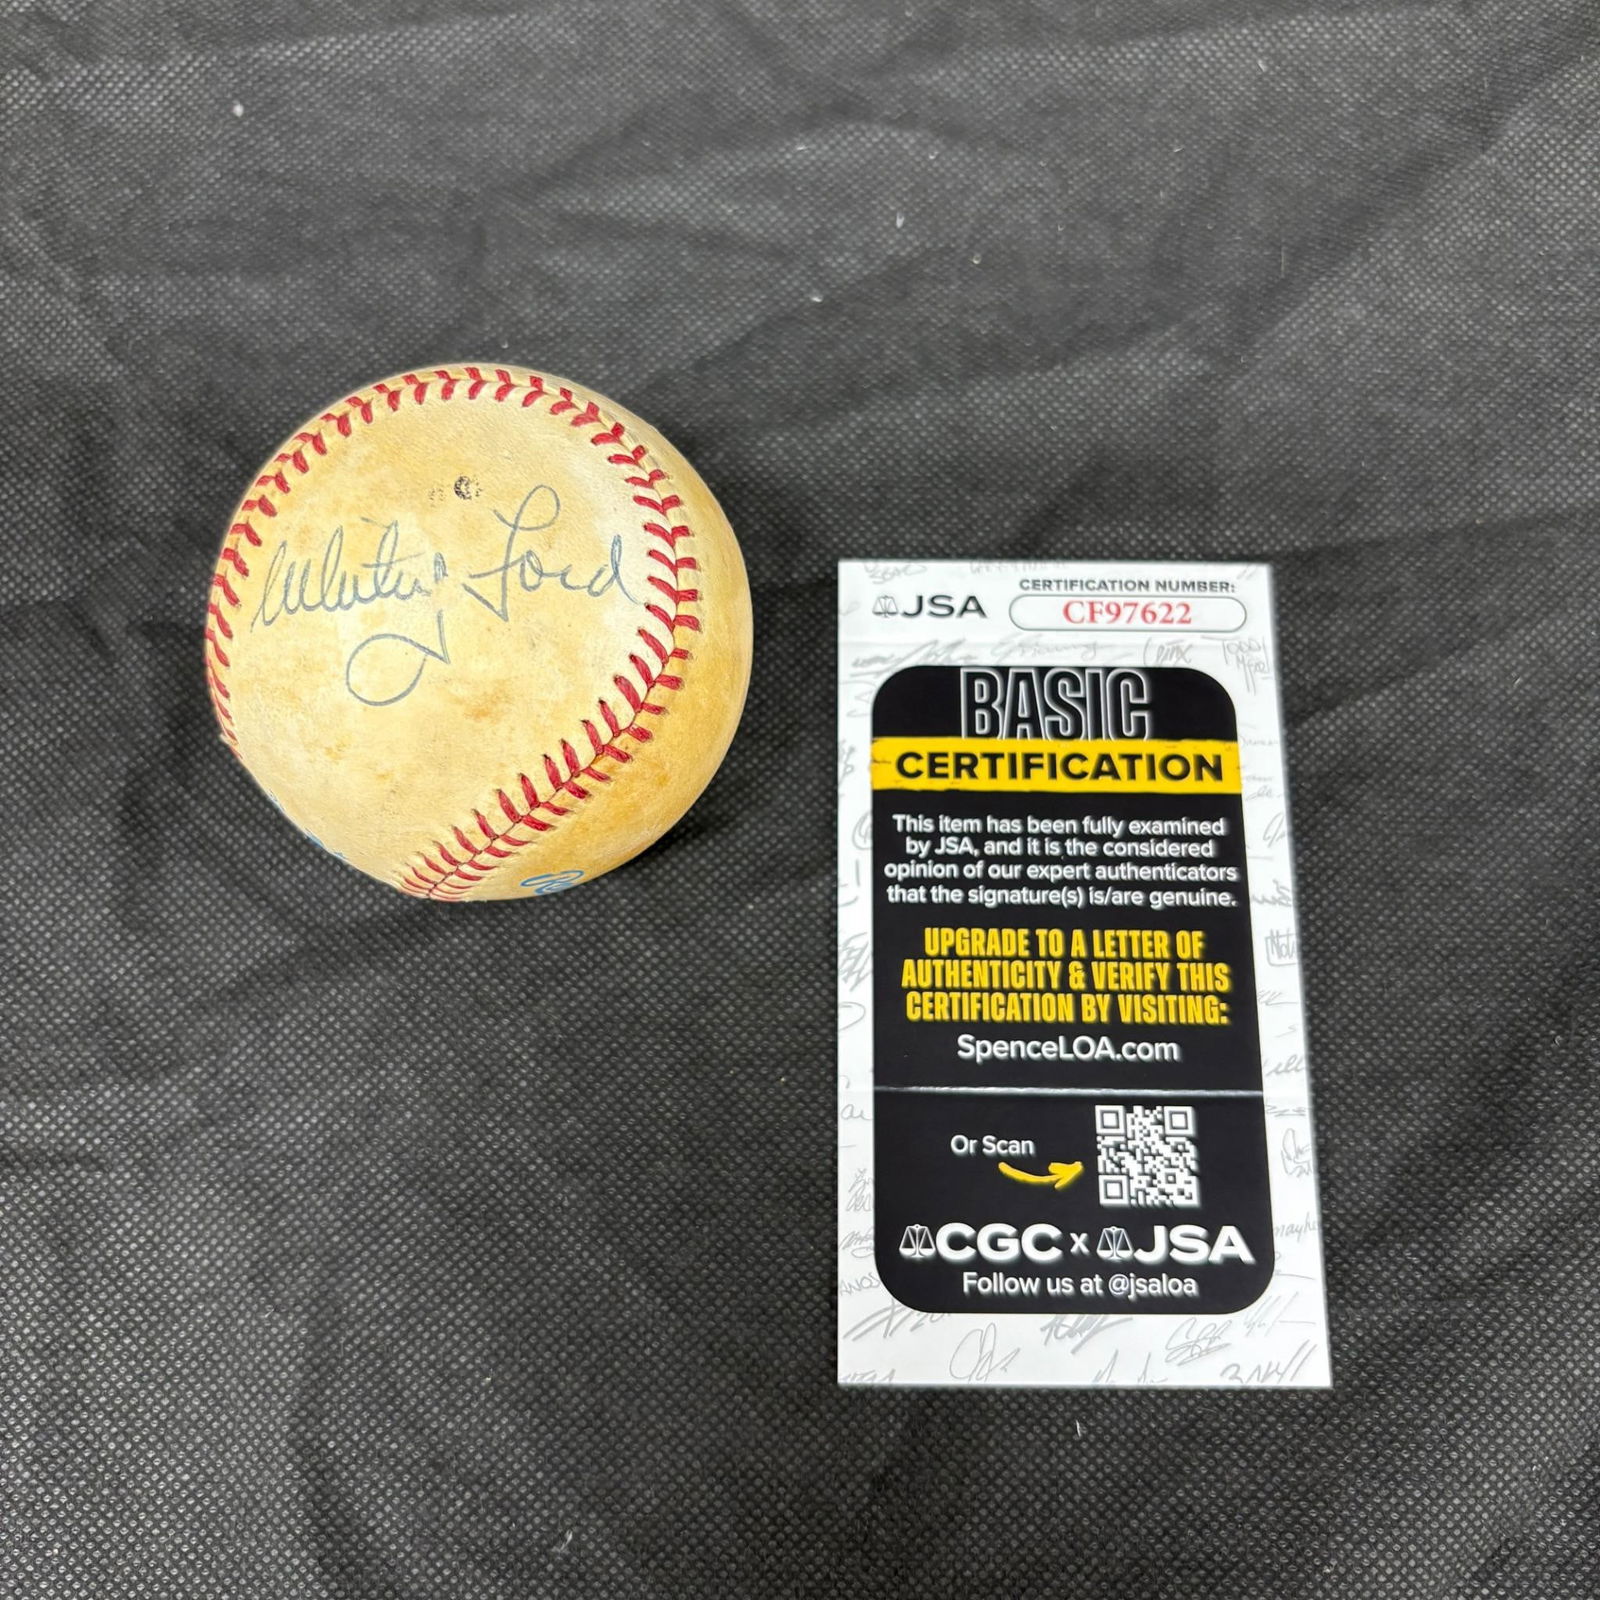 Whitey Ford
JSA
CERTIFICATION NUMBER:
CF97622
BASIC
CERTIFICATION
This item has been fully examined
by JSA, and it is the considered
opinion of our expert authenticators
that the signature(s) is/are genuine.
UPGRADE TO A LETTER OF
AUTHENTICITY & VERIFY THIS
CERTIFICATION BY VISITING:
SpenceLOA.com
Or Scan
CGC x JSA
Follow us at @jsaloa